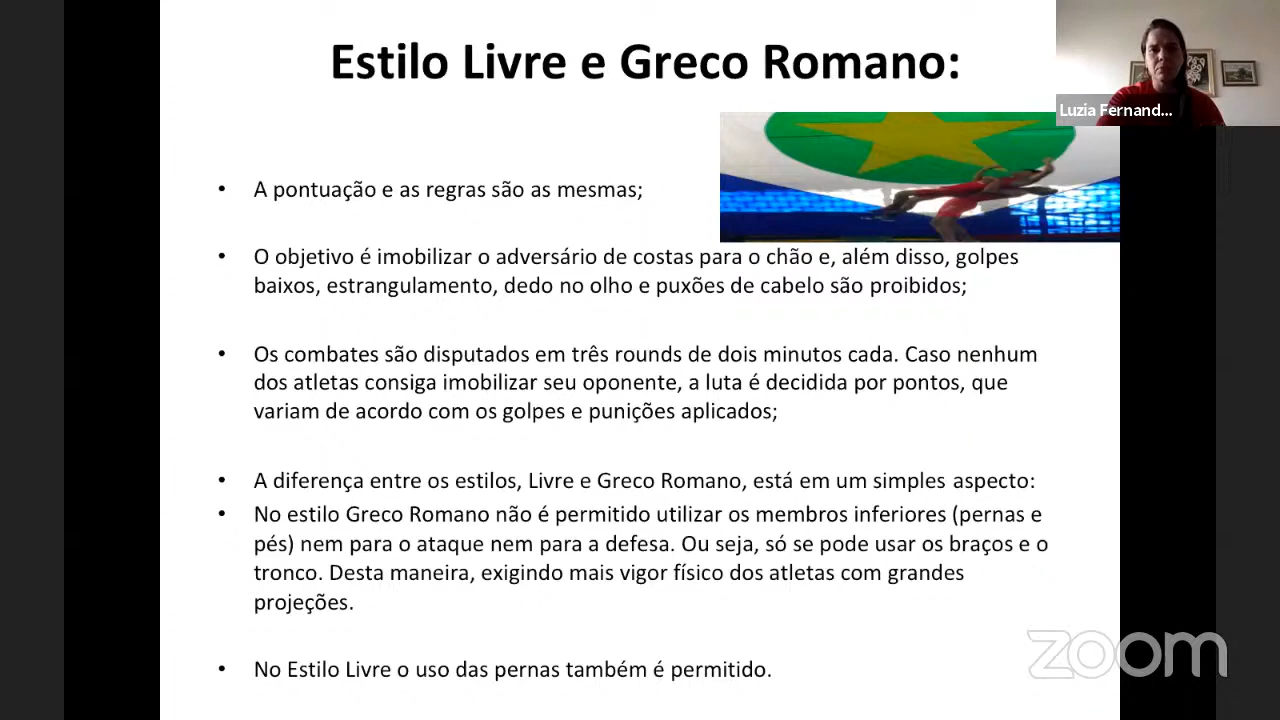 Estilo Livre e Greco Romano:
Luzia Fernand...
• A pontuação e as regras são as mesmas;
• O objetivo é imobilizar o adversário de costas para o chão e, além disso, golpes
baixos, estrangulamento, dedo no olho e puxões de cabelo são proibidos;
• Os combates são disputados em três rounds de dois minutos cada. Caso nenhum
dos atletas consiga imobilizar seu oponente, a luta é decidida por pontos, que
variam de acordo com os golpes e punições aplicados;
• A diferença entre os estilos, Livre e Greco Romano, está em um simples aspecto:
• No estilo Greco Romano não é permitido utilizar os membros inferiores (pernas e
pés) nem para o ataque nem para a defesa. Ou seja, só se pode usar os braços e o
tronco. Desta maneira, exigindo mais vigor físico dos atletas com grandes
projeções.
• No Estilo Livre o uso das pernas também é permitido.
zoom